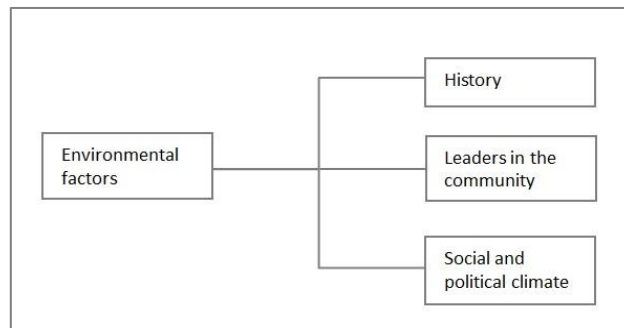 Environmental
factors
History
Leaders in the
community
Social and
political climate